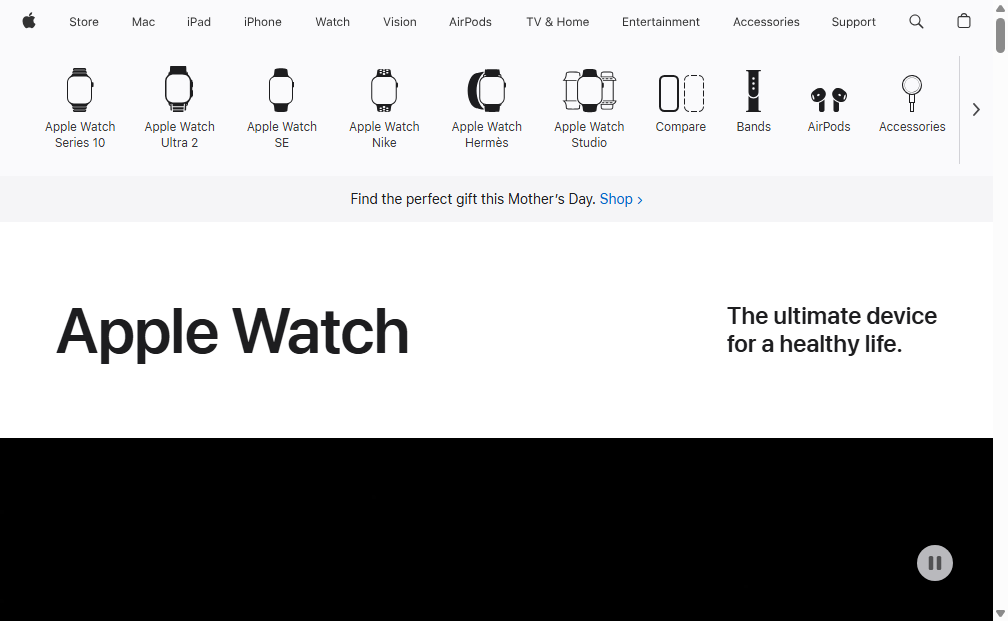 Store Mac iPad iPhone Watch Vision AirPods TV & Home Entertainment Accessories Support
Apple Watch Series 10
Apple Watch Ultra 2
Apple Watch SE
Apple Watch Nike
Apple Watch Hermès
Apple Watch Studio
Compare
Bands
AirPods
Accessories
Find the perfect gift this Mother’s Day. Shop >
Apple Watch
The ultimate device
for a healthy life.